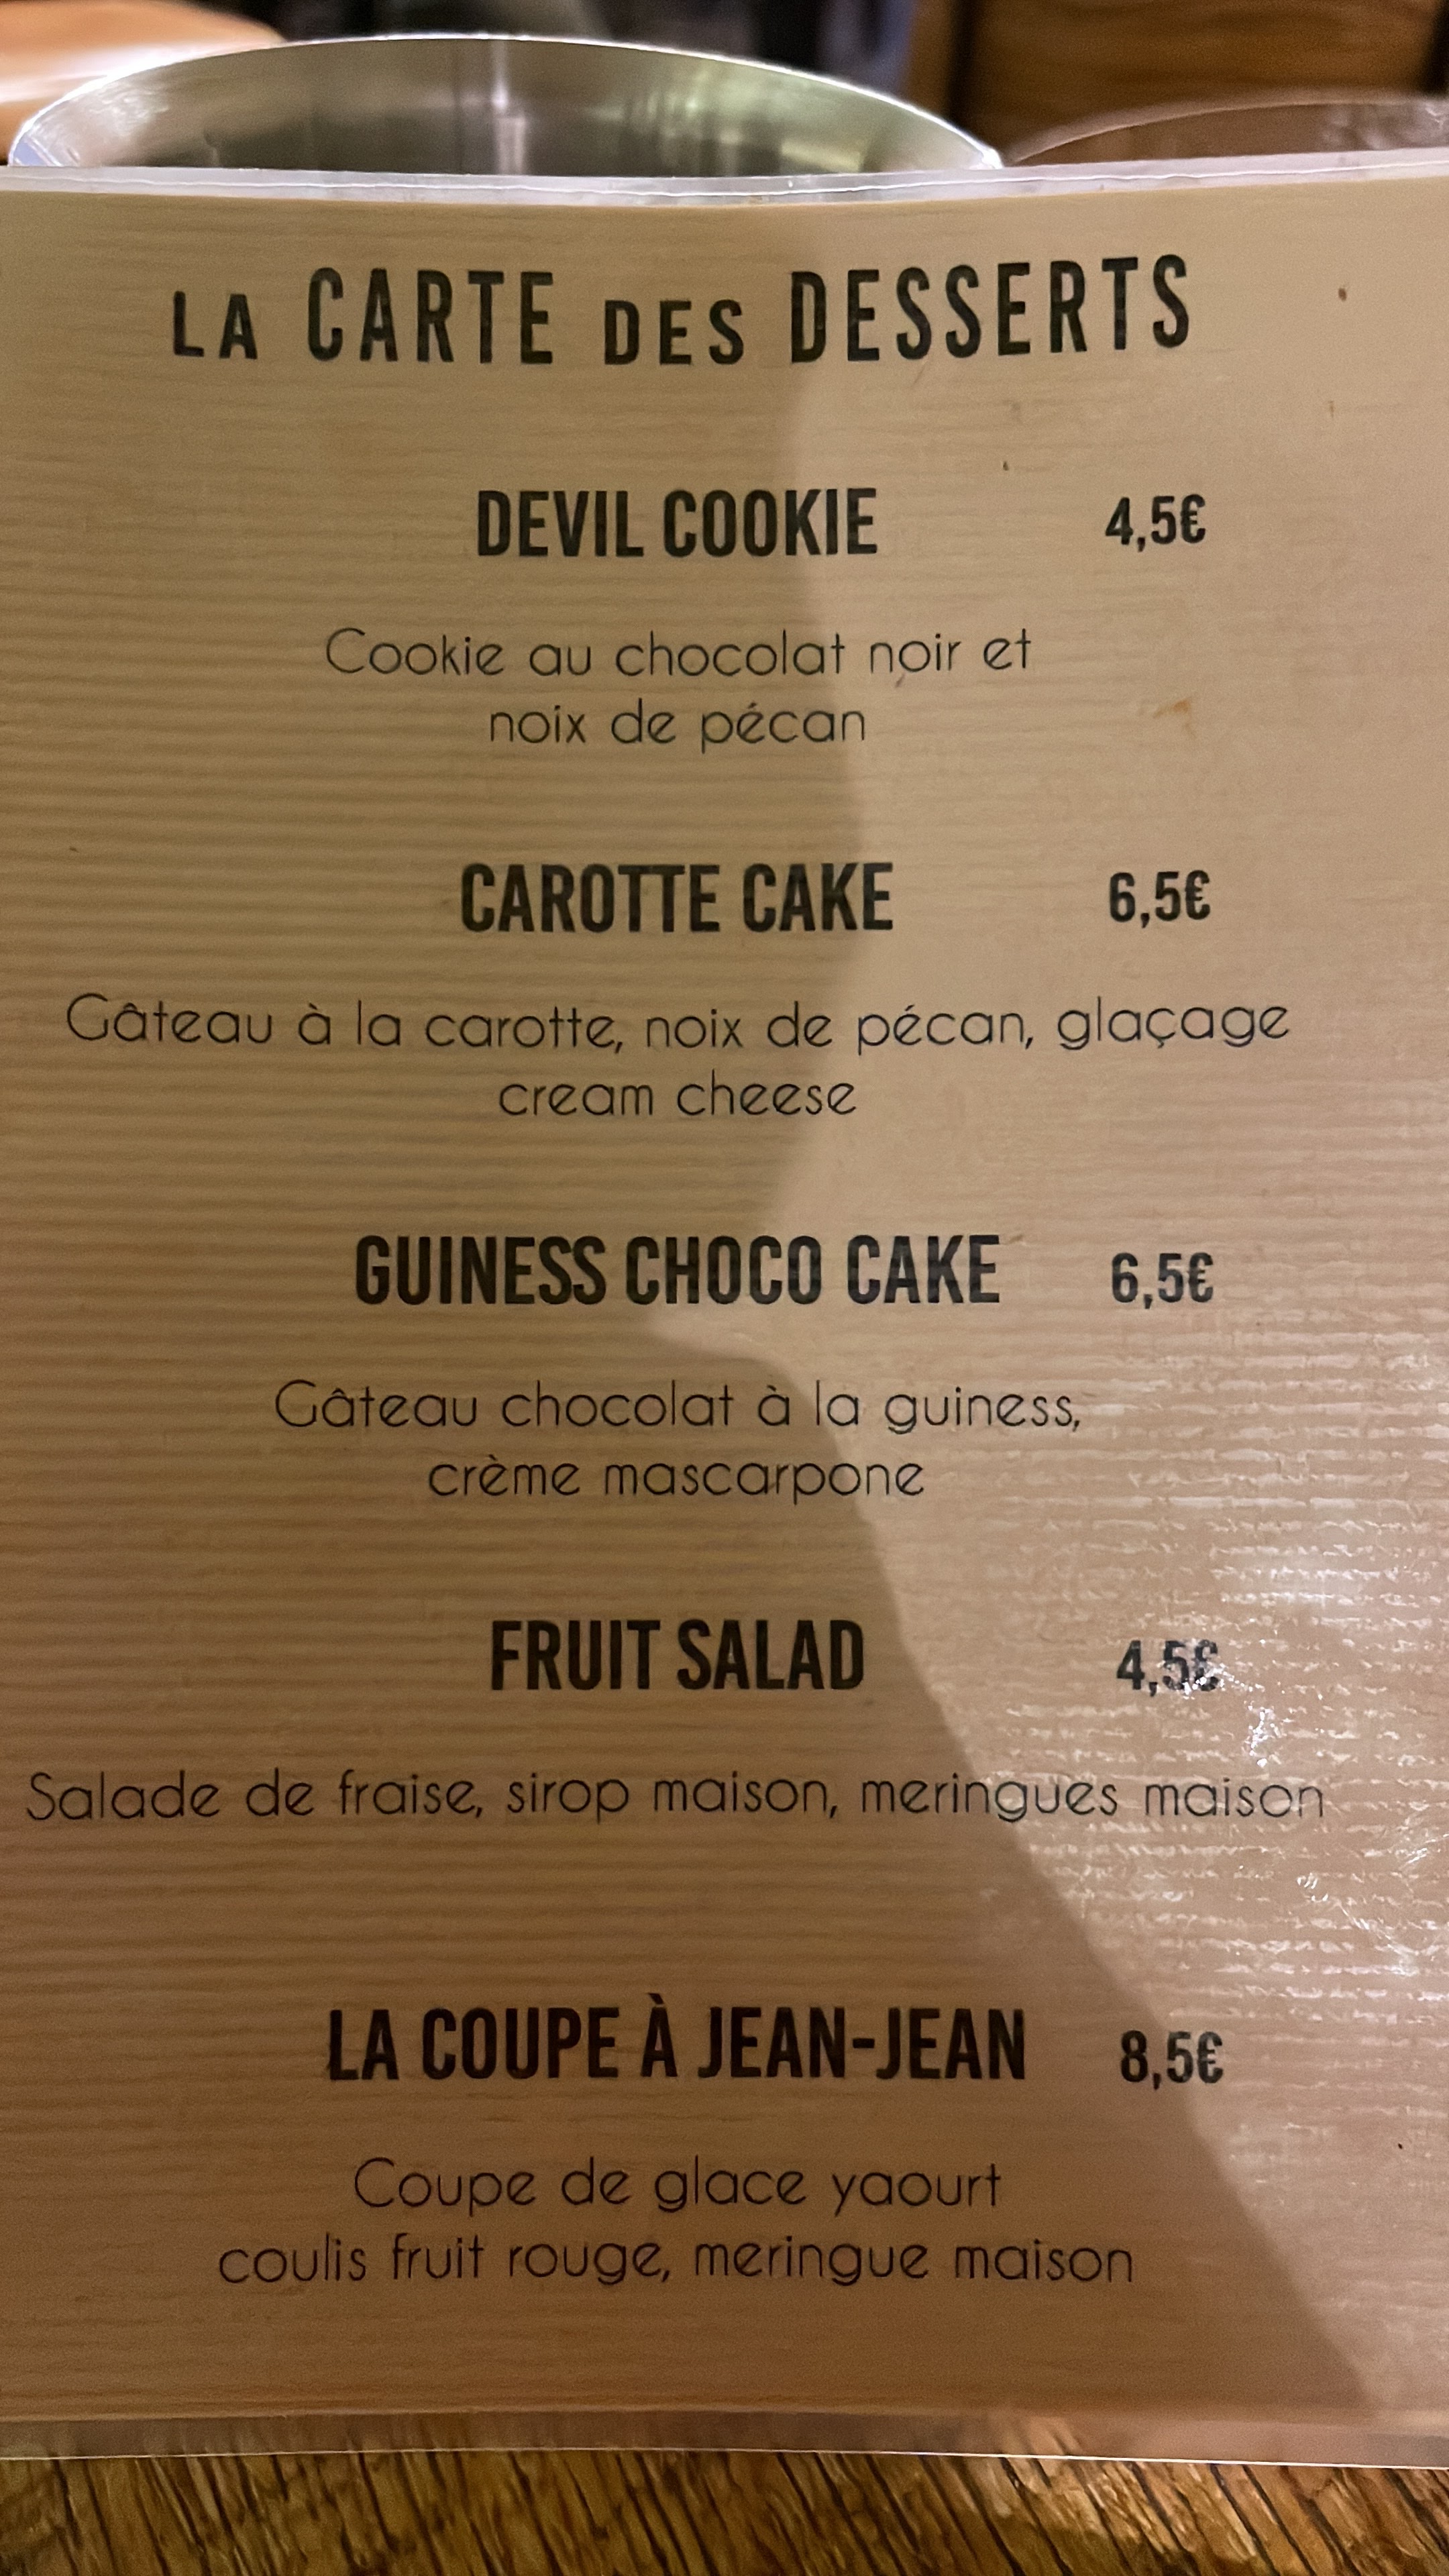 LA CARTE DES DESSERTS
DEVIL COOKIE 4,5€
Cookie au chocolat noir et
noix de pécan
CAROTTE CAKE 6,5€
Gâteau à la carotte, noix de pécan, glaçage
cream cheese
GUINESS CHOCO CAKE 6,5€
Gâteau chocolat à la guiness,
crème mascarpone
FRUIT SALAD 4,5€
Salade de fraise, sirop maison, meringues maison
LA COUPE À JEAN-JEAN 8,5€
Coupe de glace yaourt
coulis fruit rouge, meringue maison